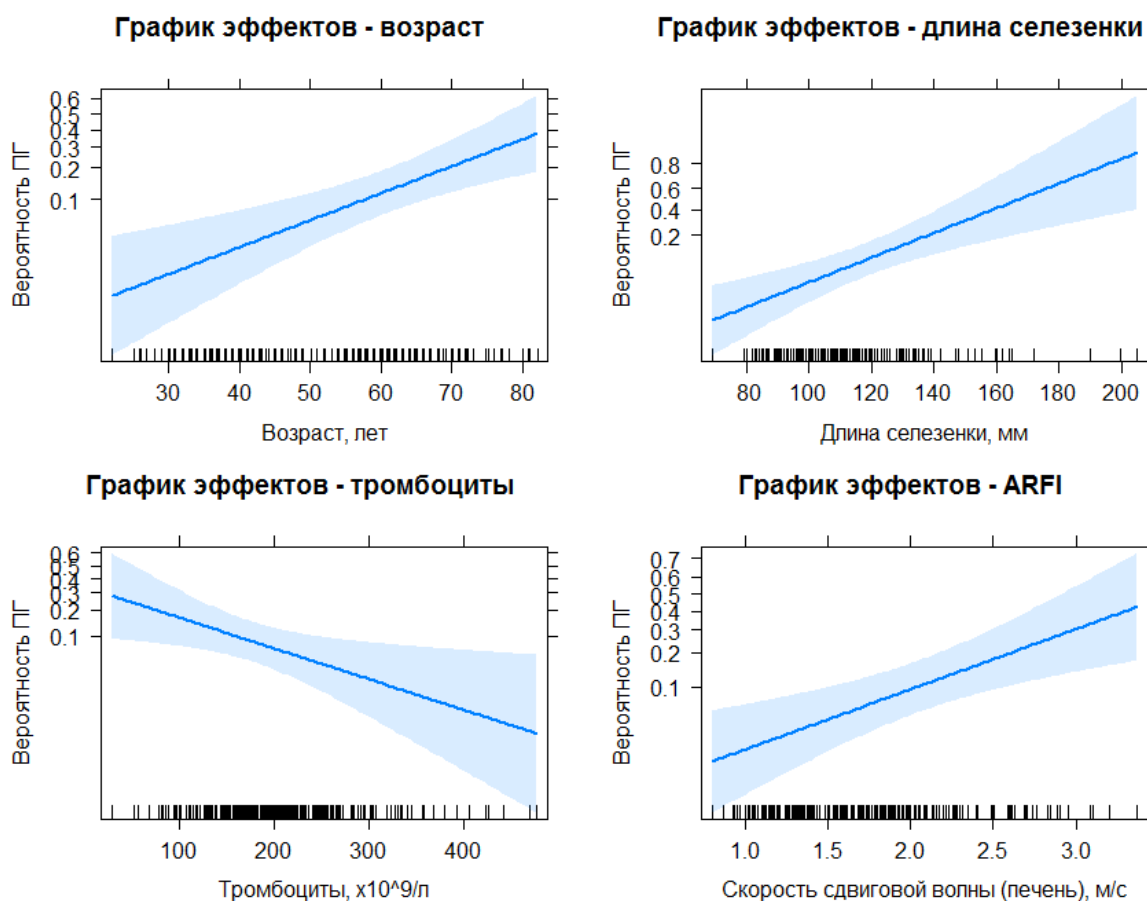 График эффектов - возраст
Вероятность ПГ
0.6
0.5
0.4
0.3
0.2
0.1
30 40 50 60 70 80
Возраст, лет
График эффектов - длина селезенки
Вероятность ПГ
0.8
0.6
0.4
0.2
80 100 120 140 160 180 200
Длина селезенки, мм
График эффектов - тромбоциты
Вероятность ПГ
0.6
0.5
0.4
0.3
0.2
0.1
100 200 300 400
Тромбоциты, x10^9/л
График эффектов - ARFI
Вероятность ПГ
0.7
0.6
0.5
0.4
0.3
0.2
0.1
1.0 1.5 2.0 2.5 3.0
Скорость сдвиговой волны (печень), м/с